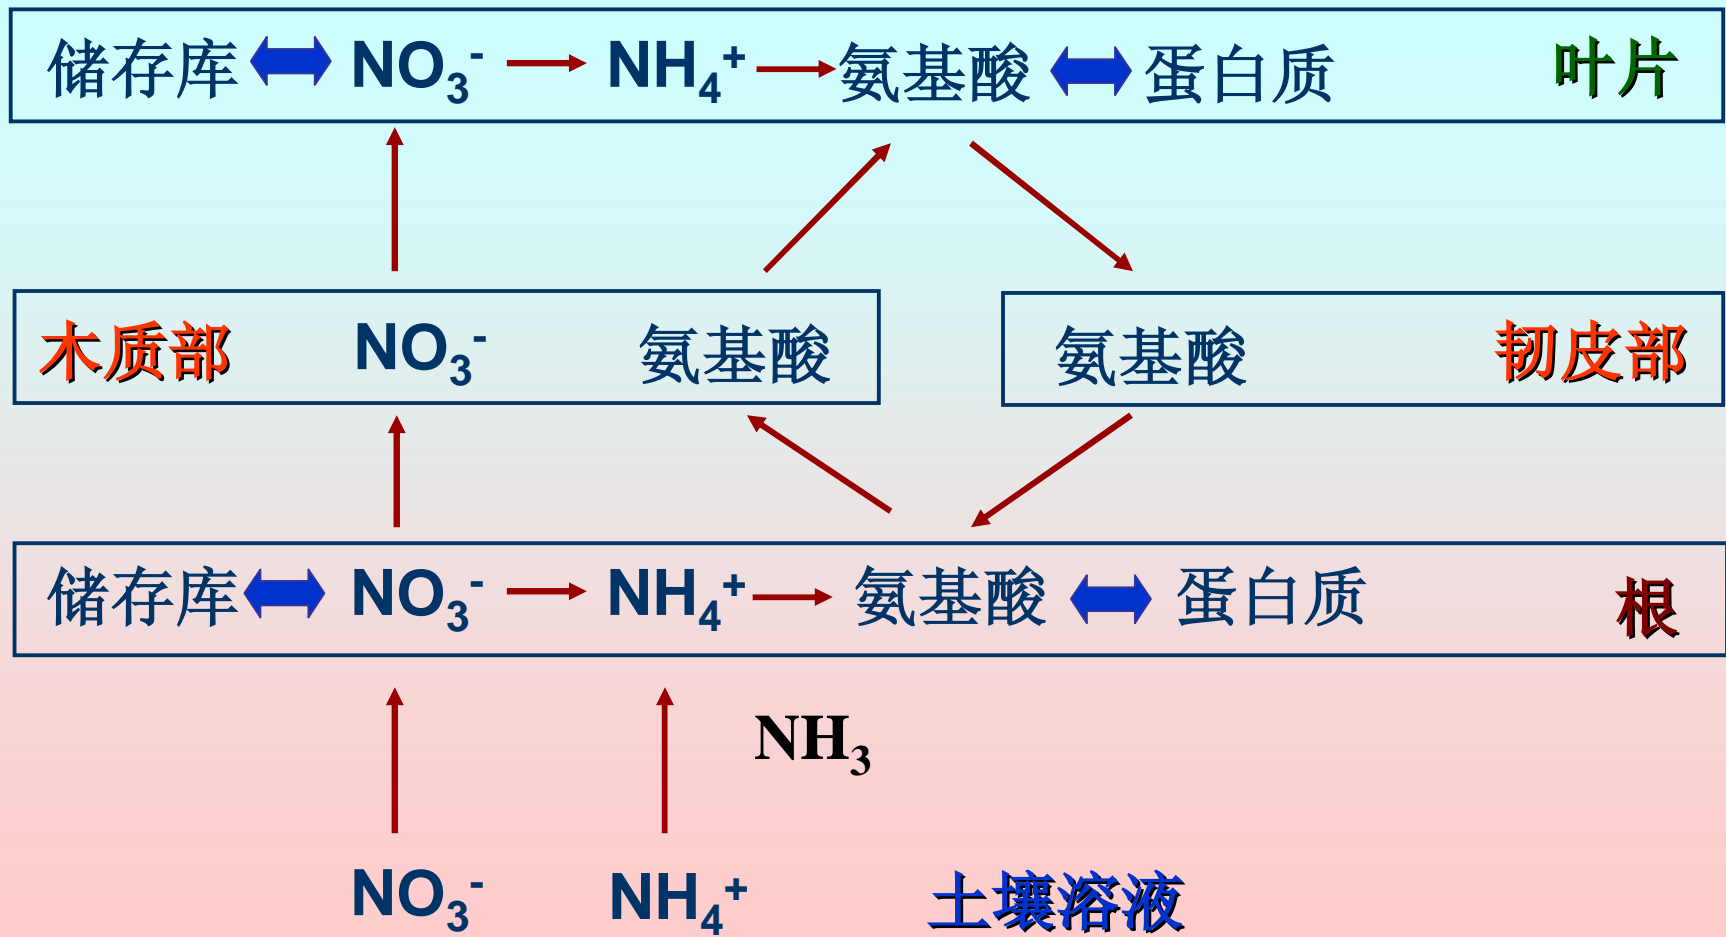 储存库 NO₃⁻ NH₄⁺ 氨基酸 蛋白质 叶片
木质部 NO₃⁻ 氨基酸 氨基酸 韧皮部
储存库 NO₃⁻ NH₄⁺ 氨基酸 蛋白质 根
NH₃
NO₃⁻ NH₄⁺ 土壤溶液